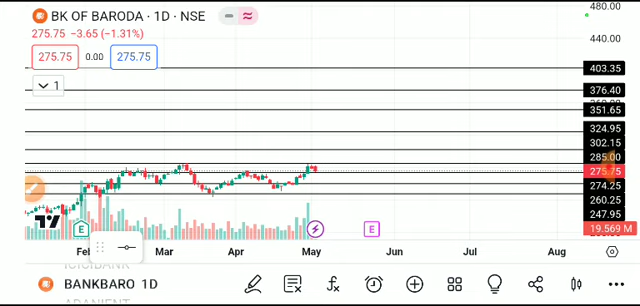 BK OF BARODA · 1D · NSE
275.75 −3.65 (−1.31%)
275.75 0.00 275.75
1
480.00
440.00
403.35
376.40
351.65
324.95
302.15
285.00
275.75
274.25
260.25
247.95
19.569 M
E E
Feb Mar Apr May Jun Jul Aug
ICICIBANK
BANKBARO 1D
ADANIENT